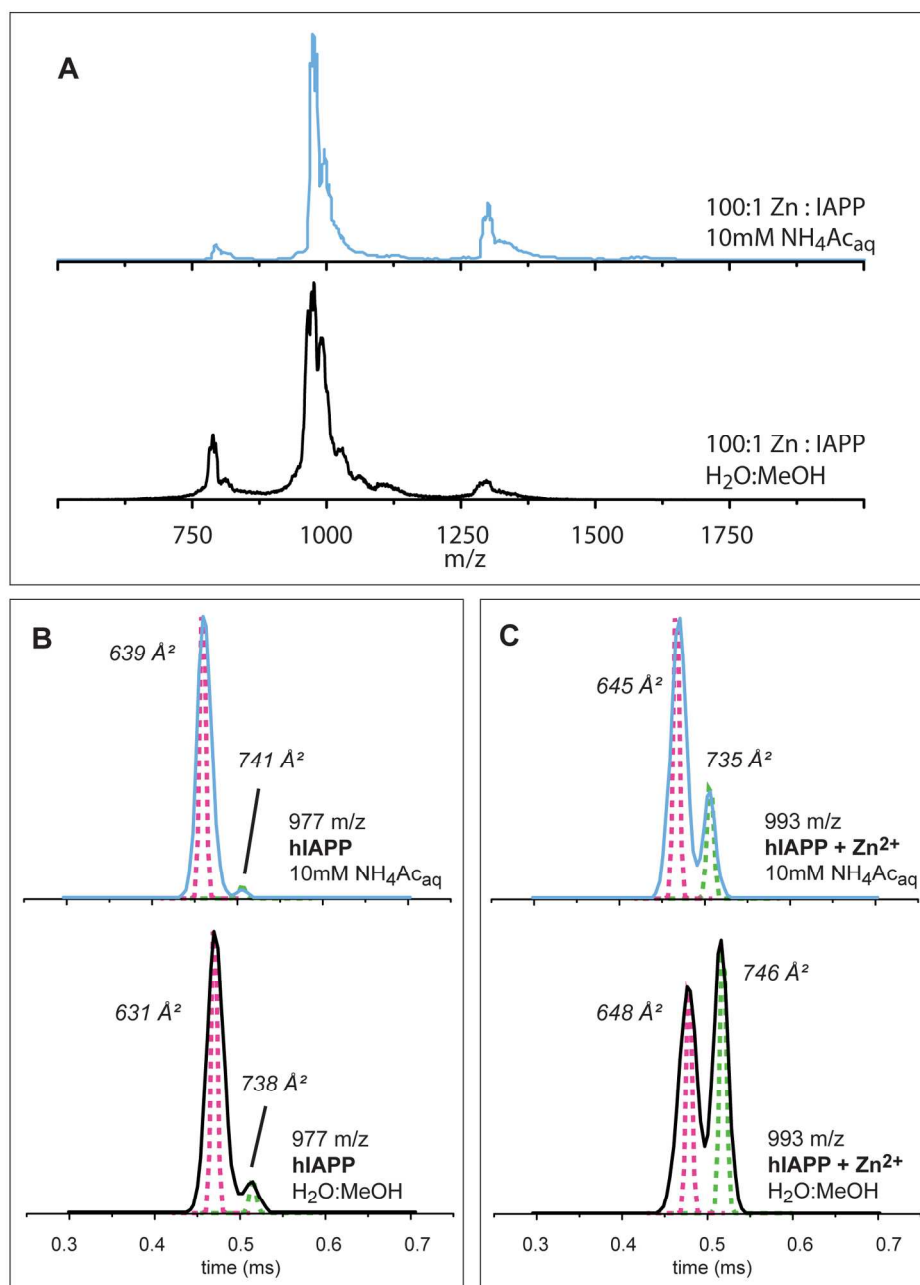 A
100:1 Zn : IAPP
10mM NH₄Ac_aq
100:1 Zn : IAPP
H₂O:MeOH
750 1000 1250 1500 1750
m/z
B
639 Å²
741 Å²
977 m/z
hIAPP
10mM NH₄Ac_aq
631 Å²
738 Å²
977 m/z
hIAPP
H₂O:MeOH
0.3 0.4 0.5 0.6 0.7
time (ms)
C
645 Å²
735 Å²
993 m/z
hIAPP + Zn²⁺
10mM NH₄Ac_aq
746 Å²
648 Å²
993 m/z
hIAPP + Zn²⁺
H₂O:MeOH
0.3 0.4 0.5 0.6 0.7
time (ms)